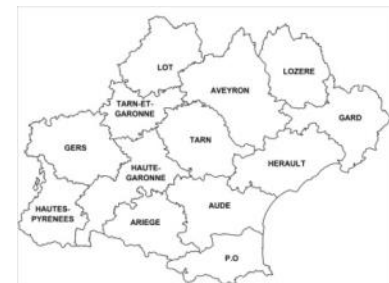 LOT
LOZERE
AVEYRON
TARN-ET-
GARONNE
GARD
TARN
GERS
HERAULT
HAUTE-
GARONNE
HAUTES-
PYRENEES
AUDE
ARIEGE
P.O